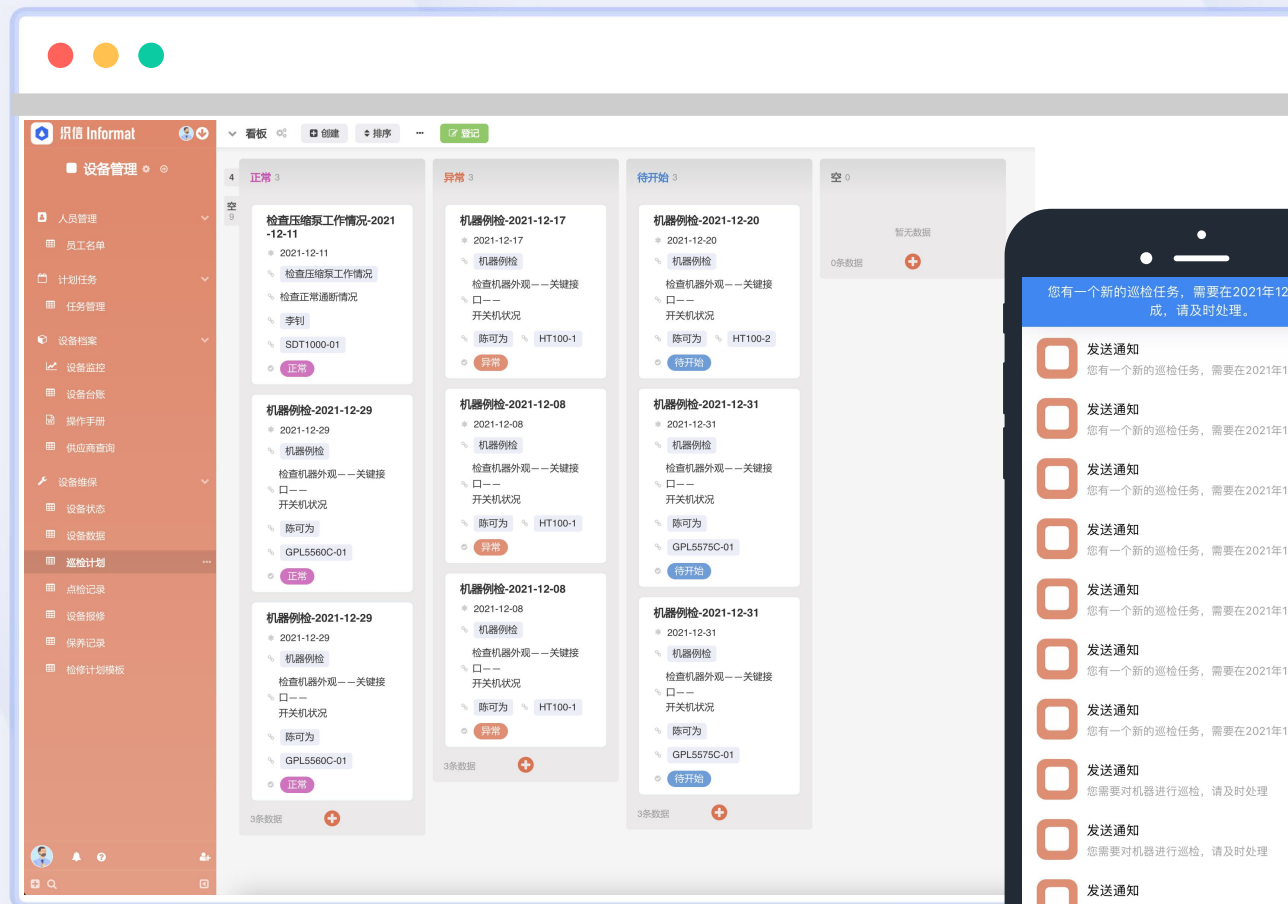 织信 Informat
设备管理
人员管理
员工名单
计划任务
任务管理
设备档案
设备监控
设备台账
操作手册
供应商查询
设备维保
设备状态
设备数据
巡检计划
点检记录
设备报修
保养记录
检修计划模板
看板 创建 排序 登记
4
空
9
正常 3
检查压缩泵工作情况-2021
-12-11
2021-12-11
检查压缩泵工作情况
检查正常通断情况
李钊
SDT1000-01
正常
机器例检-2021-12-29
2021-12-29
机器例检
检查机器外观——关键接
口——
开关机状况
陈可为
GPL5560C-01
正常
机器例检-2021-12-29
2021-12-29
机器例检
检查机器外观——关键接
口——
开关机状况
陈可为
GPL5560C-01
正常
3条数据
异常 3
机器例检-2021-12-17
2021-12-17
机器例检
检查机器外观——关键接
口——
开关机状况
陈可为 HT100-1
异常
机器例检-2021-12-08
2021-12-08
机器例检
检查机器外观——关键接
口——
开关机状况
陈可为 HT100-1
异常
机器例检-2021-12-08
2021-12-08
机器例检
检查机器外观——关键接
口——
开关机状况
陈可为 HT100-1
异常
3条数据
待开始 3
机器例检-2021-12-20
2021-12-20
机器例检
检查机器外观——关键接
口——
开关机状况
陈可为 HT100-2
待开始
机器例检-2021-12-31
2021-12-31
机器例检
检查机器外观——关键接
口——
开关机状况
陈可为
GPL5575C-01
待开始
机器例检-2021-12-31
2021-12-31
机器例检
检查机器外观——关键接
口——
开关机状况
陈可为
GPL5575C-01
待开始
3条数据
空 0
暂无数据
0条数据
您有一个新的巡检任务，需要在2021年12
成，请及时处理。
发送通知
您有一个新的巡检任务，需要在2021年1
发送通知
您有一个新的巡检任务，需要在2021年1
发送通知
您有一个新的巡检任务，需要在2021年1
发送通知
您有一个新的巡检任务，需要在2021年1
发送通知
您有一个新的巡检任务，需要在2021年1
发送通知
您有一个新的巡检任务，需要在2021年1
发送通知
您有一个新的巡检任务，需要在2021年1
发送通知
您需要对机器进行巡检，请及时处理
发送通知
您需要对机器进行巡检，请及时处理
发送通知